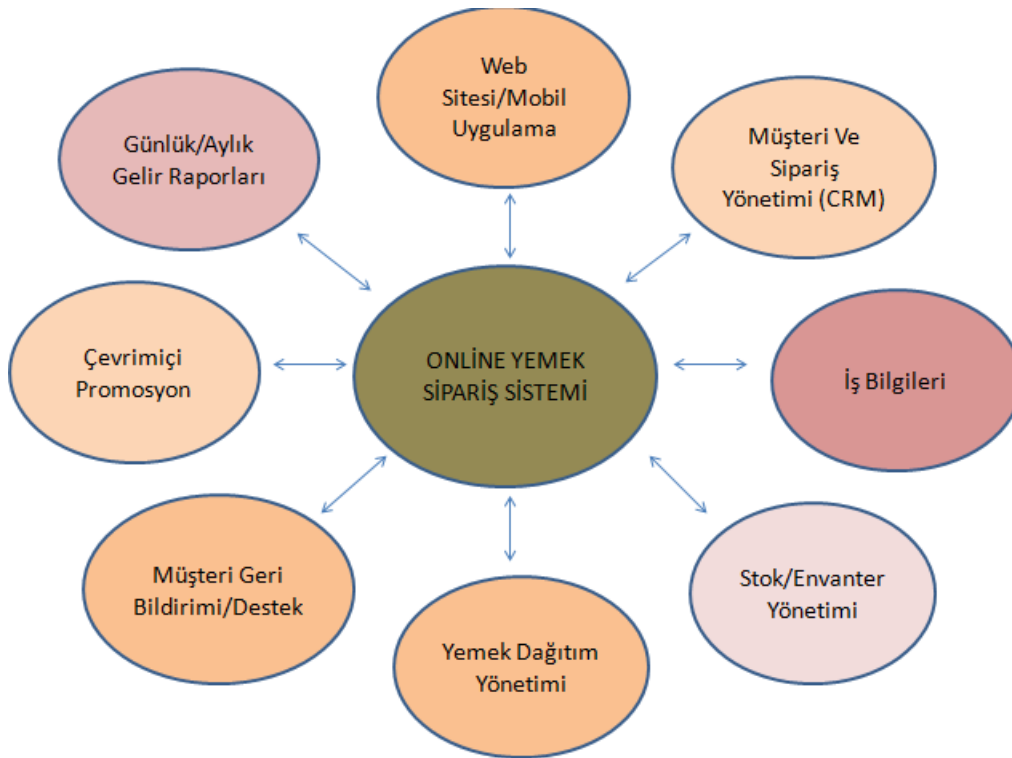 Web
Sitesi/Mobil
Uygulama
Günlük/Aylık
Gelir Raporları
Müşteri Ve
Sipariş
Yönetimi (CRM)
Çevrimiçi
Promosyon
ONLİNE YEMEK
SİPARİŞ SİSTEMİ
İş Bilgileri
Müşteri Geri
Bildirimi/Destek
Stok/Envanter
Yönetimi
Yemek Dağıtım
Yönetimi